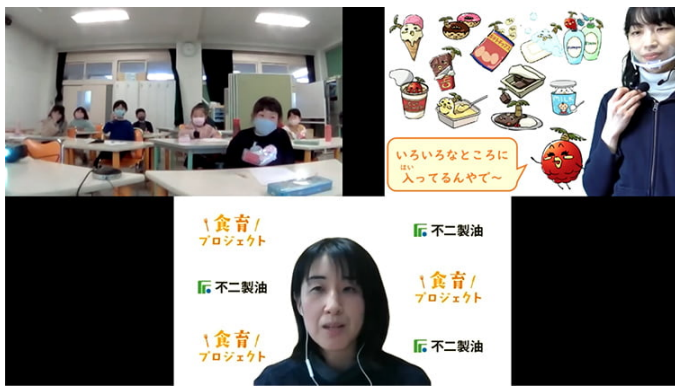 いろいろなところに
はい
入ってるんやで〜
MILK
食育
プロジェクト
不二製油
不二製油
食育
プロジェクト
食育
プロジェクト
不二製油